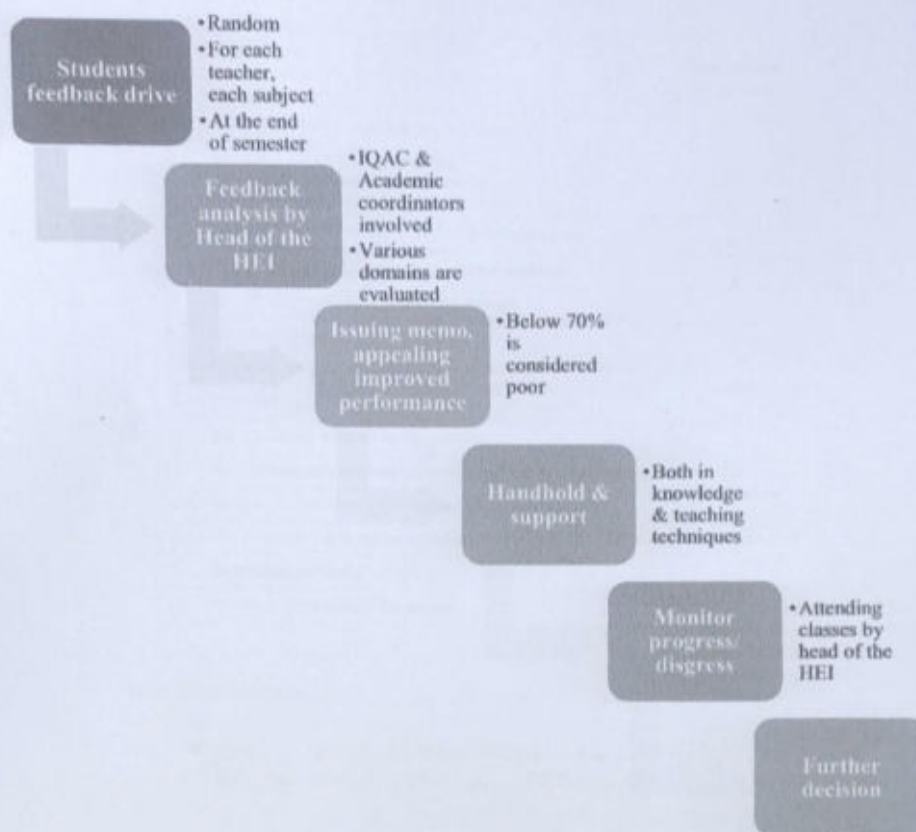 Students
feedback drive
•Random
•For each
teacher,
each subject
•At the end
of semester
Feedback
analysis by
Head of the
HEI
•IQAC &
Academic
coordinators
involved
•Various
domains are
evaluated
Issuing memo,
appealing
improved
performance
•Below 70%
is
considered
poor
Handhold &
support
•Both in
knowledge
& teaching
techniques
Monitor
progress/
disgress
•Attending
classes by
head of the
HEI
Further
decision